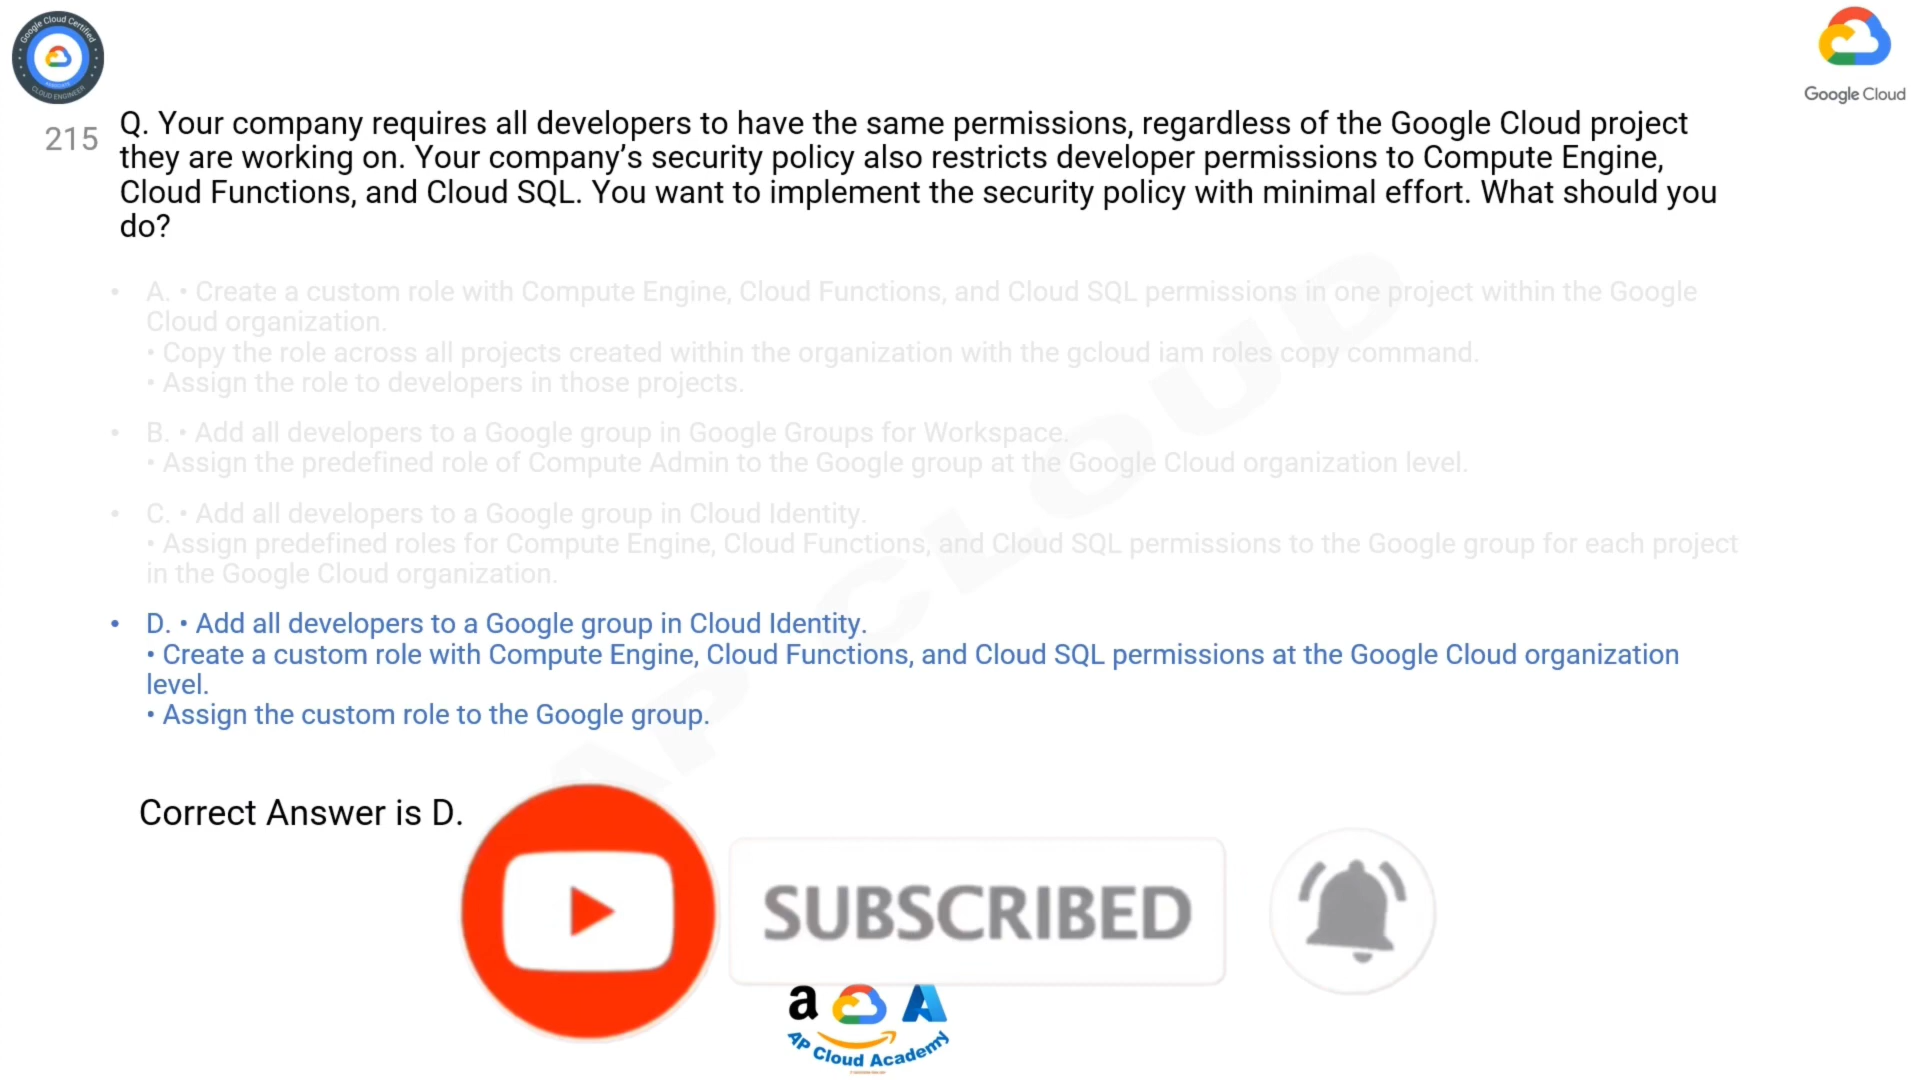 Google Cloud Certified
ASSOCIATE
CLOUD ENGINEER
Google Cloud
215
Q. Your company requires all developers to have the same permissions, regardless of the Google Cloud project
they are working on. Your company’s security policy also restricts developer permissions to Compute Engine,
Cloud Functions, and Cloud SQL. You want to implement the security policy with minimal effort. What should you
do?
• A. • Create a custom role with Compute Engine, Cloud Functions, and Cloud SQL permissions in one project within the Google
Cloud organization.
• Copy the role across all projects created within the organization with the gcloud iam roles copy command.
• Assign the role to developers in those projects.
• B. • Add all developers to a Google group in Google Groups for Workspace.
• Assign the predefined role of Compute Admin to the Google group at the Google Cloud organization level.
• C. • Add all developers to a Google group in Cloud Identity.
• Assign predefined roles for Compute Engine, Cloud Functions, and Cloud SQL permissions to the Google group for each project
in the Google Cloud organization.
• D. • Add all developers to a Google group in Cloud Identity.
• Create a custom role with Compute Engine, Cloud Functions, and Cloud SQL permissions at the Google Cloud organization
level.
• Assign the custom role to the Google group.
AP CLOUD
Correct Answer is D.
SUBSCRIBED
a
AP Cloud Academy